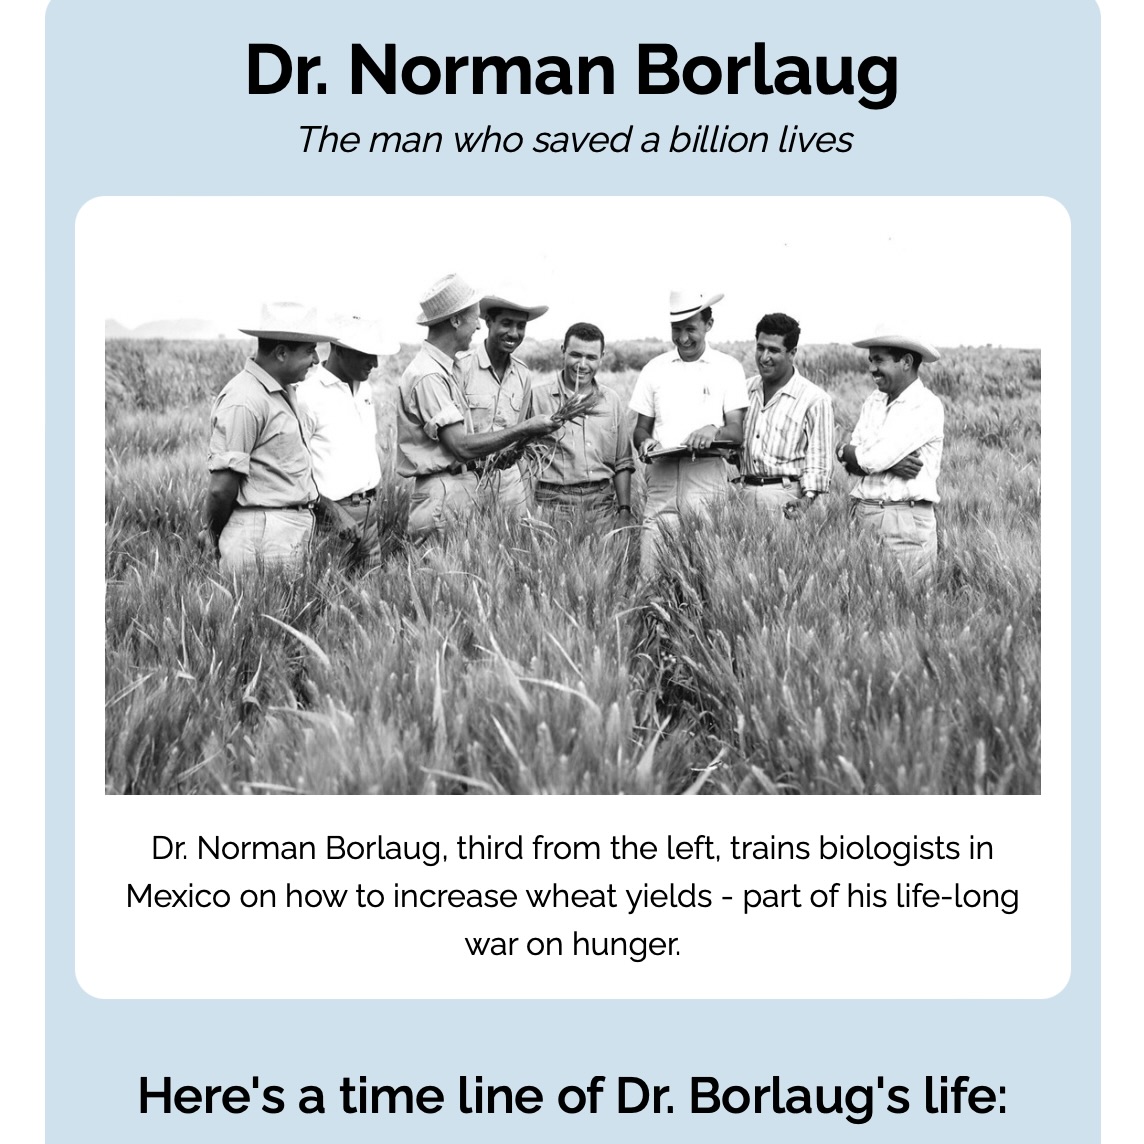 Dr. Norman Borlaug
The man who saved a billion lives
Dr. Norman Borlaug, third from the left, trains biologists in
Mexico on how to increase wheat yields - part of his life-long
war on hunger.
Here's a time line of Dr. Borlaug's life: